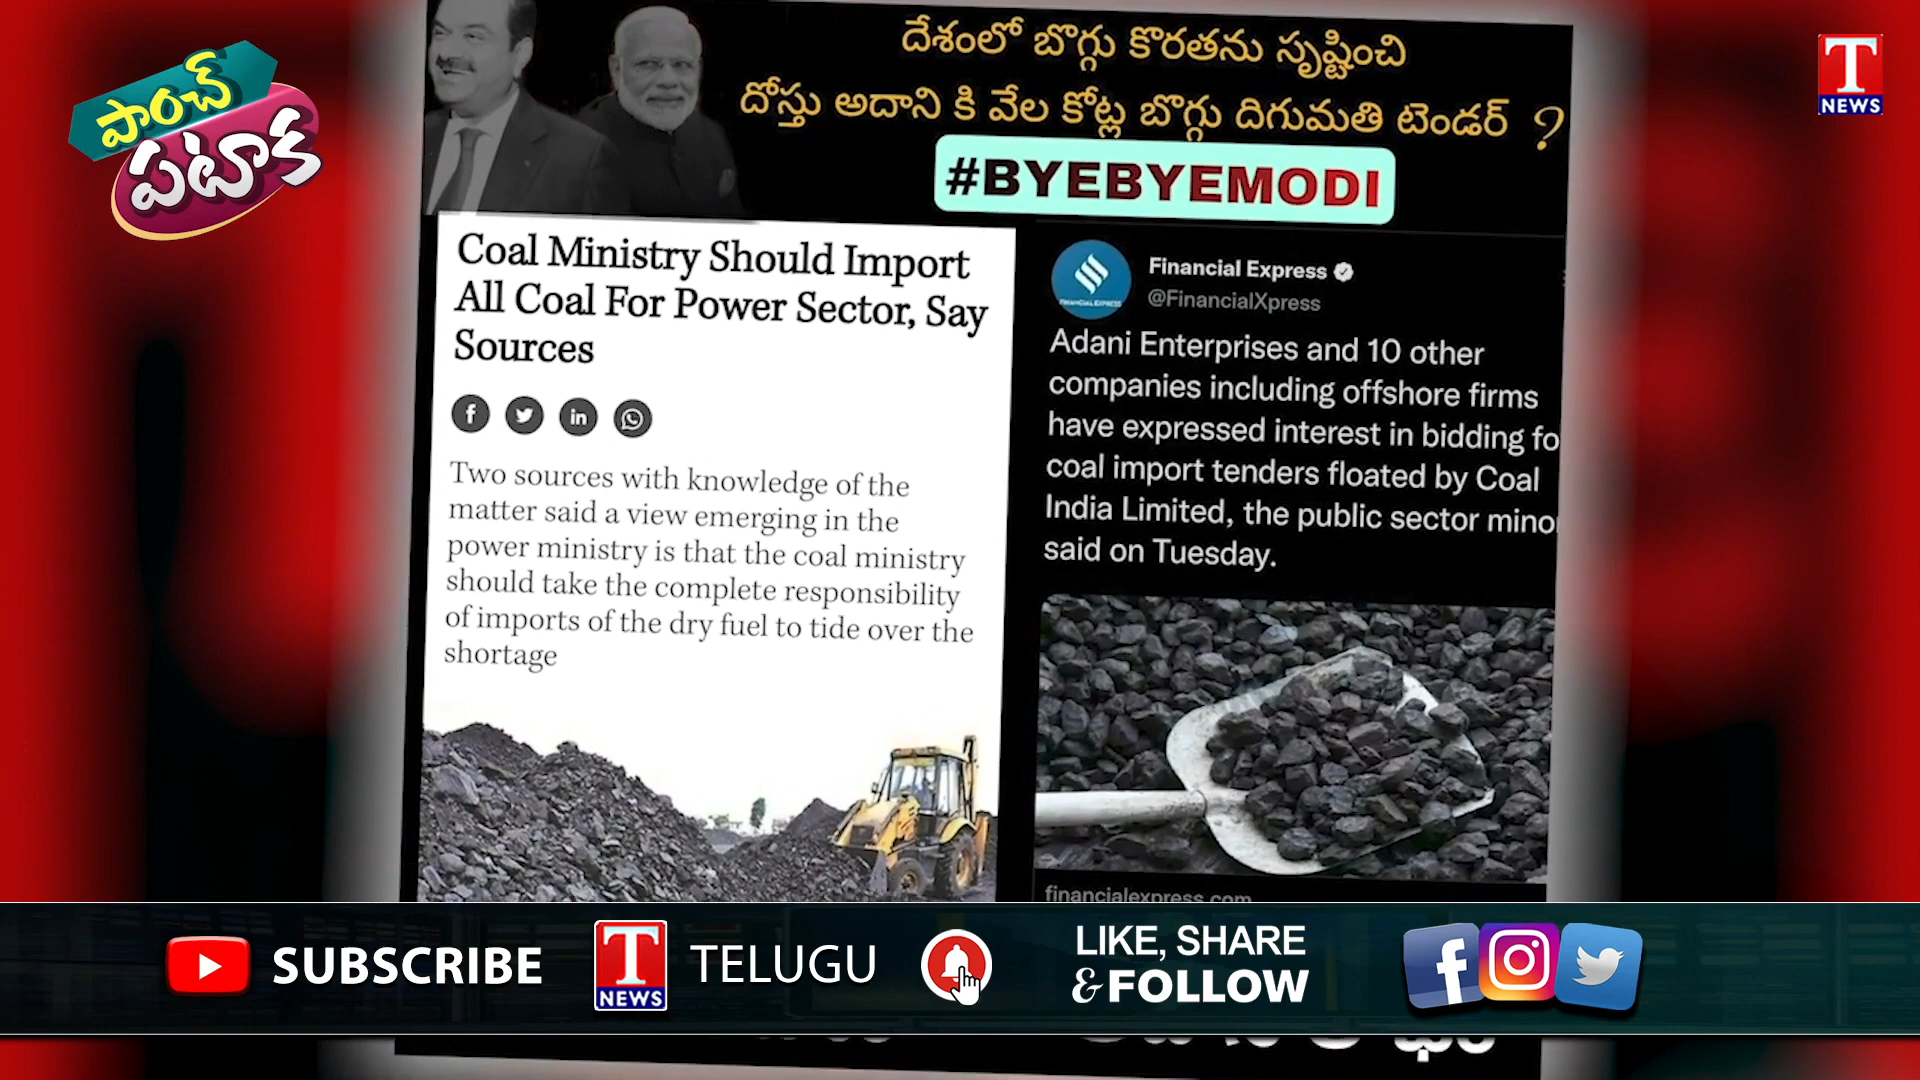 పాంచ్
పటాక
దేశంలో బొగ్గు కొరతను సృష్టించి
దోస్తు అదాని కి వేల కోట్ల బొగ్గు దిగుమతి టెండర్ ?
#BYEBYEMODI
T
NEWS
Coal Ministry Should Import
All Coal For Power Sector, Say
Sources
Two sources with knowledge of the
matter said a view emerging in the
power ministry is that the coal ministry
should take the complete responsibility
of imports of the dry fuel to tide over the
shortage
Financial Express
@FinancialXpress
FINANCIAL EXPRESS
Adani Enterprises and 10 other
companies including offshore firms
have expressed interest in bidding fo
coal import tenders floated by Coal
India Limited, the public sector mino
said on Tuesday.
financialexpress.com
SUBSCRIBE
T
NEWS
TELUGU
LIKE, SHARE
& FOLLOW